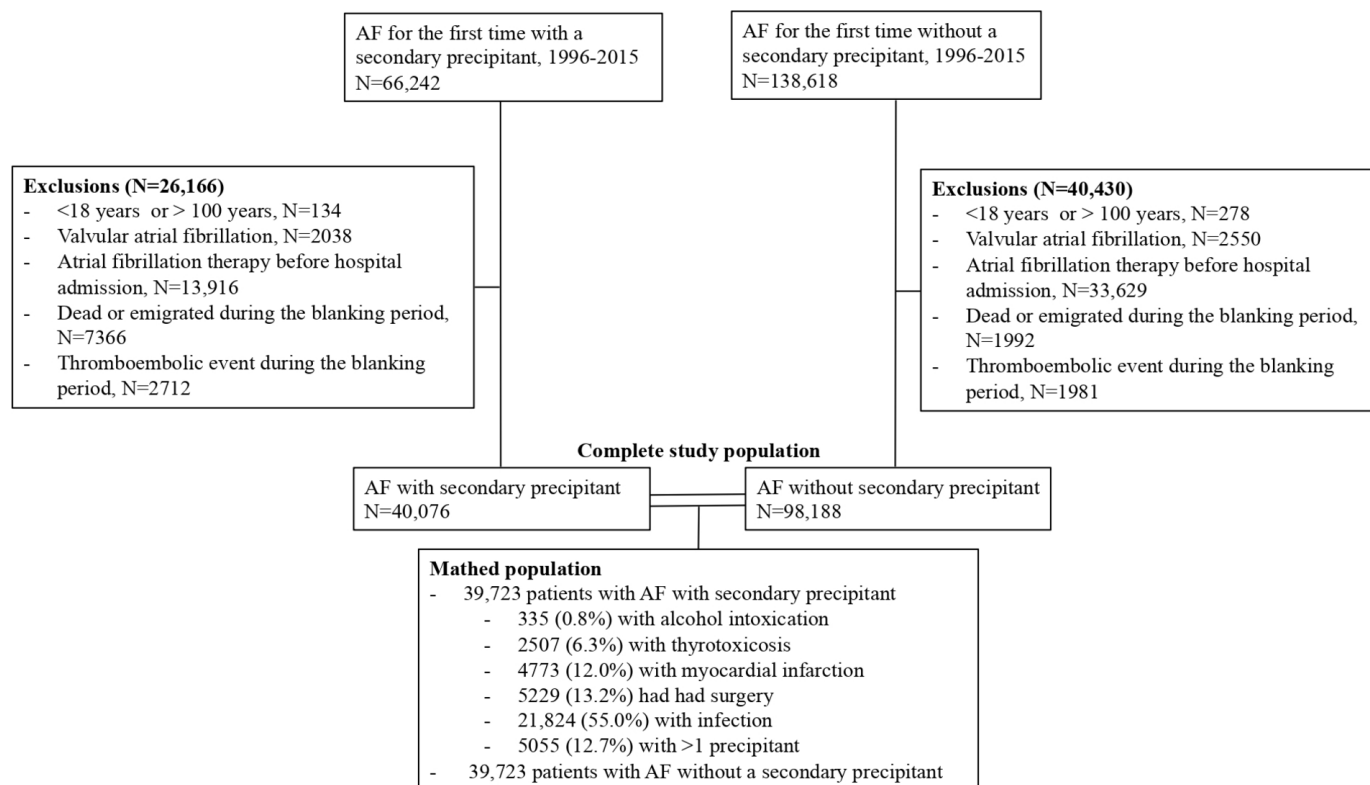 AF for the first time with a
secondary precipitant, 1996-2015
N=66,242
AF for the first time without a
secondary precipitant, 1996-2015
N=138,618
Exclusions (N=26,166)
- <18 years or > 100 years, N=134
- Valvular atrial fibrillation, N=2038
- Atrial fibrillation therapy before hospital
admission, N=13,916
- Dead or emigrated during the blanking period,
N=7366
- Thromboembolic event during the blanking
period, N=2712
Exclusions (N=40,430)
- <18 years or > 100 years, N=278
- Valvular atrial fibrillation, N=2550
- Atrial fibrillation therapy before hospital
admission, N=33,629
- Dead or emigrated during the blanking period,
N=1992
- Thromboembolic event during the blanking
period, N=1981
Complete study population
AF with secondary precipitant
N=40,076
AF without secondary precipitant
N=98,188
Mathed population
- 39,723 patients with AF with secondary precipitant
- 335 (0.8%) with alcohol intoxication
- 2507 (6.3%) with thyrotoxicosis
- 4773 (12.0%) with myocardial infarction
- 5229 (13.2%) had had surgery
- 21,824 (55.0%) with infection
- 5055 (12.7%) with >1 precipitant
- 39,723 patients with AF without a secondary precipitant